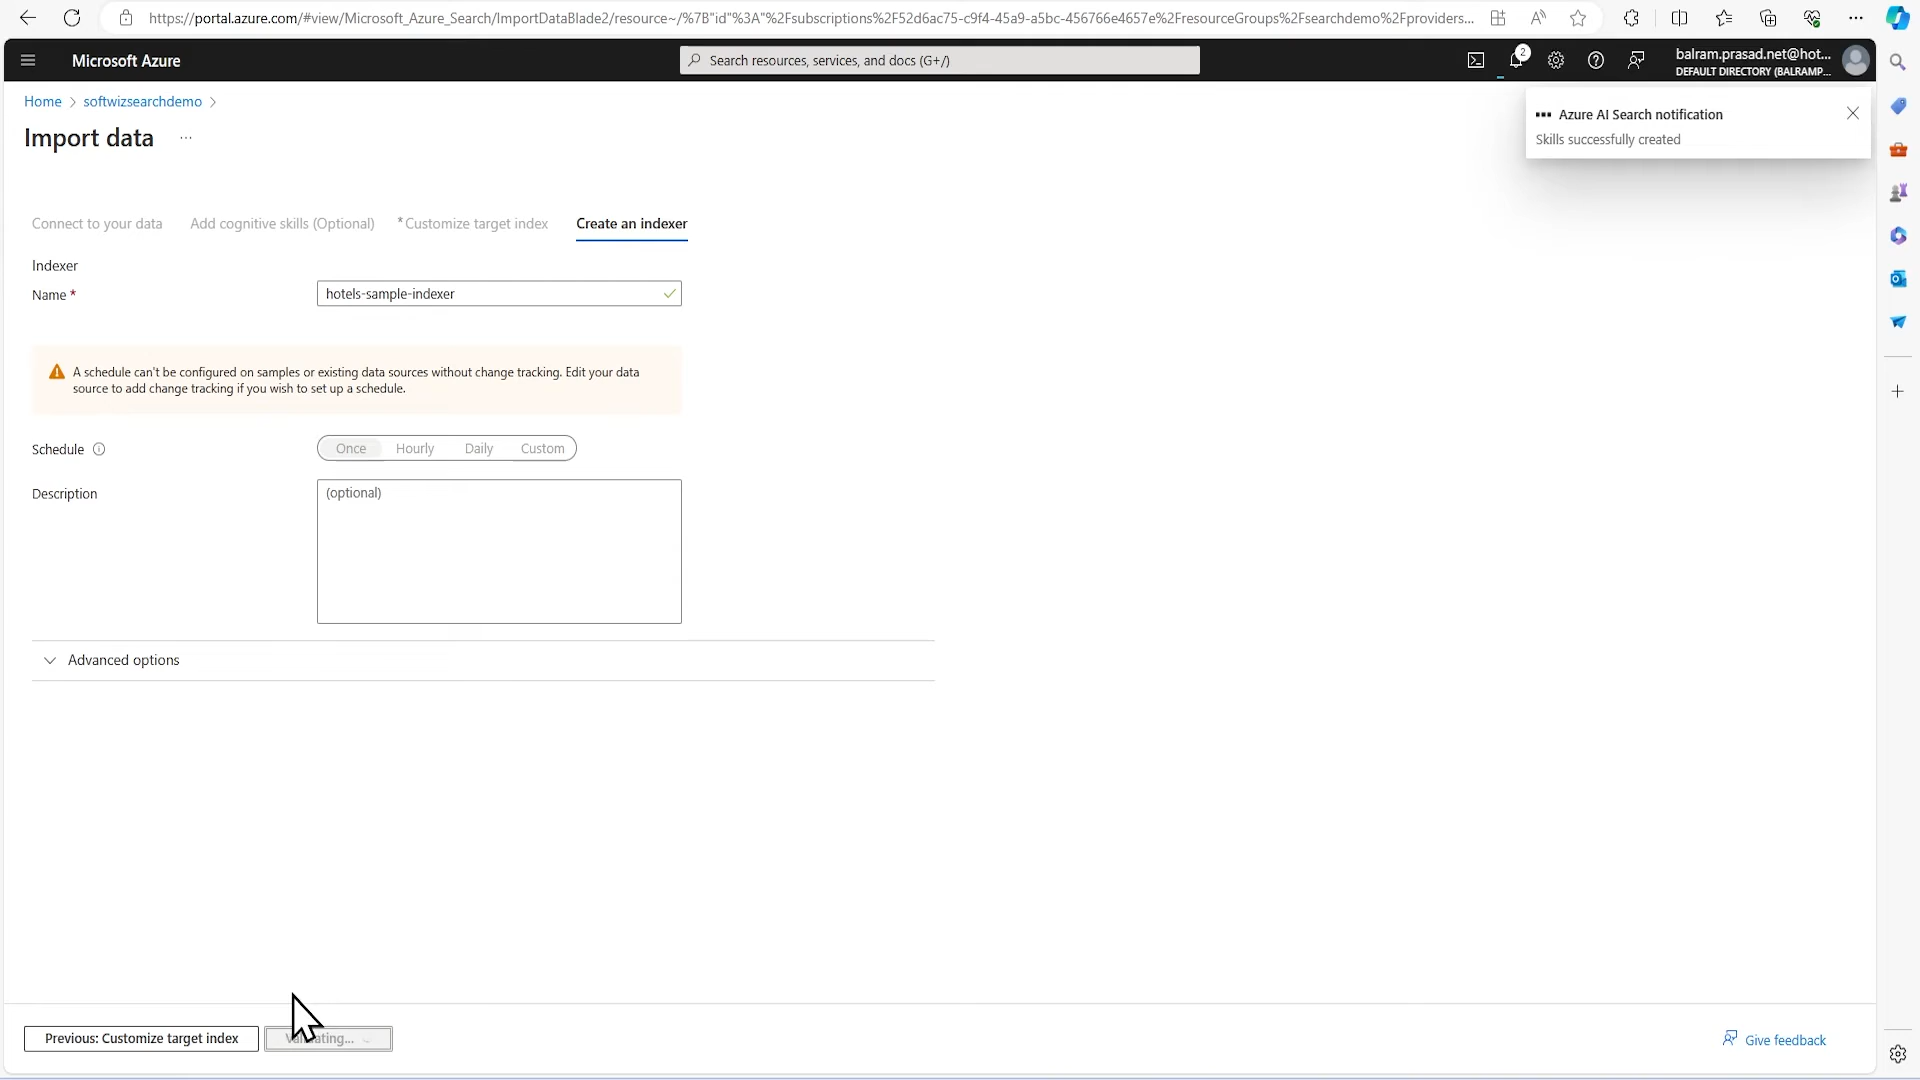 https://portal.azure.com/#view/Microsoft_Azure_Search/ImportDataBlade2/resource~/%7B"id"%3A"%2Fsubscriptions%2F52d6ac75-c9f4-45a9-a5bc-456766e4657e%2FresourceGroups%2Fsearchdemo%2Fproviders...
Microsoft Azure
Search resources, services, and docs (G+/)
2
balram.prasad.net@hot...
DEFAULT DIRECTORY (BALRAMP...
Home > softwizsearchdemo >
Import data ...
Azure AI Search notification
Skills successfully created
Connect to your data Add cognitive skills (Optional) * Customize target index Create an indexer
Indexer
Name * hotels-sample-indexer
A schedule can't be configured on samples or existing data sources without change tracking. Edit your data
source to add change tracking if you wish to set up a schedule.
Schedule Once Hourly Daily Custom
Description (optional)
Advanced options
Previous: Customize target index
Give feedback